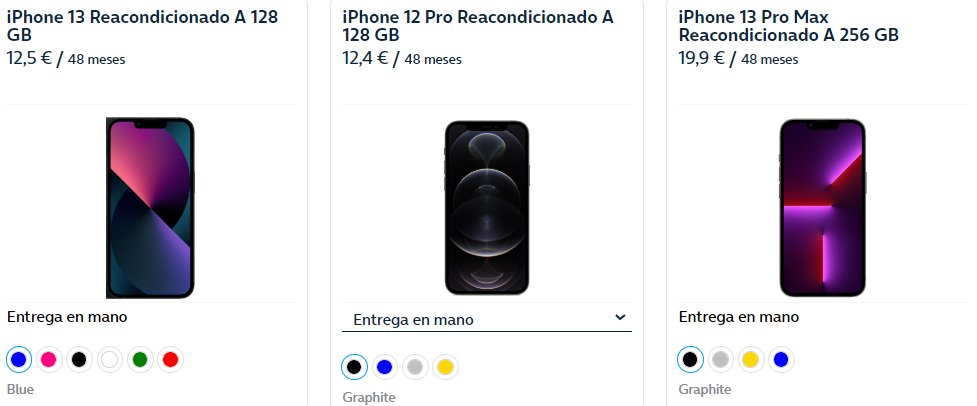 iPhone 13 Reacondicionado A 128
GB
12,5 € / 48 meses
Entrega en mano
Blue
iPhone 12 Pro Reacondicionado A
128 GB
12,4 € / 48 meses
Entrega en mano
Graphite
iPhone 13 Pro Max
Reacondicionado A 256 GB
19,9 € / 48 meses
Entrega en mano
Graphite